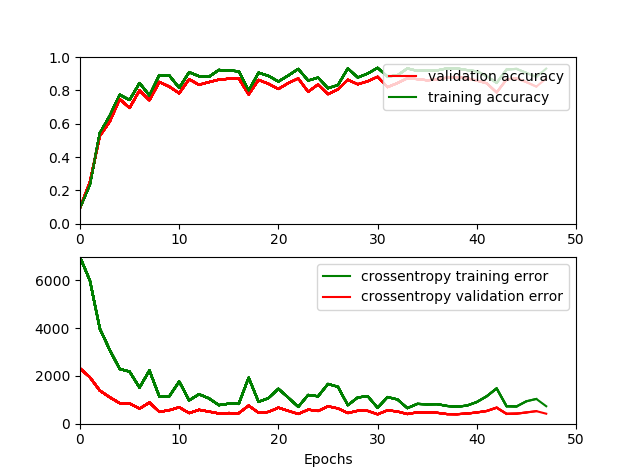 1.0
0.8
0.6
0.4
0.2
0.0
validation accuracy
training accuracy
0 10 20 30 40 50
6000
4000
2000
0
crossentropy training error
crossentropy validation error
0 10 20 30 40 50
Epochs